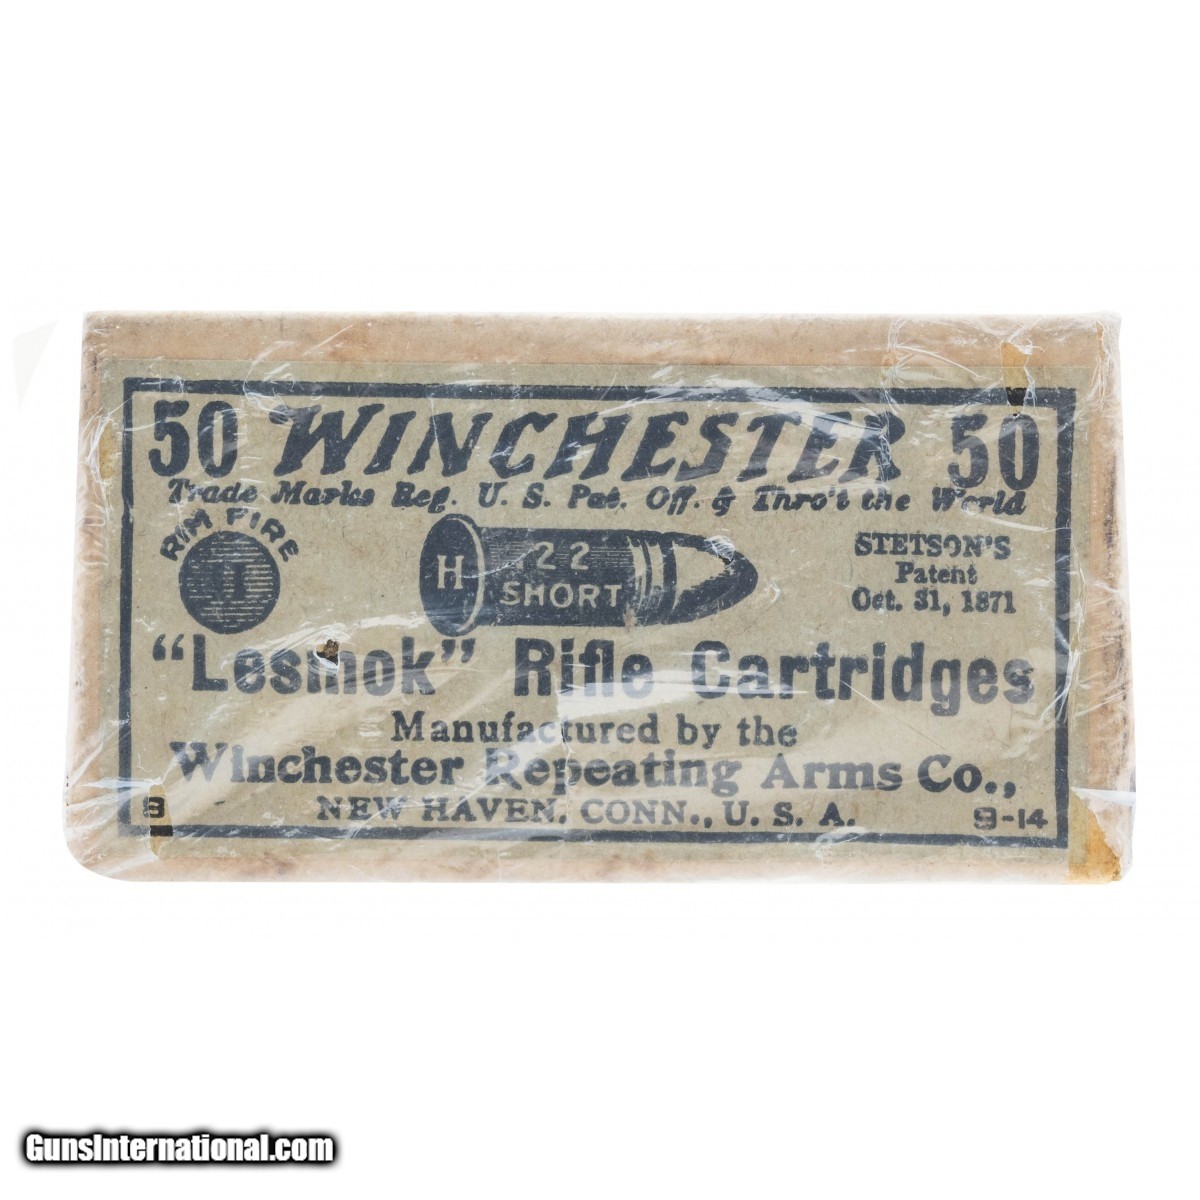 50 WINCHESTER 50
Trade Marks Reg. U. S. Pat. Off. & Thro't the World
RIM FIRE
H
H
22
SHORT
STETSON'S
Patent
Oct. 31, 1871
"Lesmok" Rifle Cartridges
Manufactured by the
Winchester Repeating Arms Co.,
NEW HAVEN, CONN., U. S. A.
8
9-14
GunsInternational.com